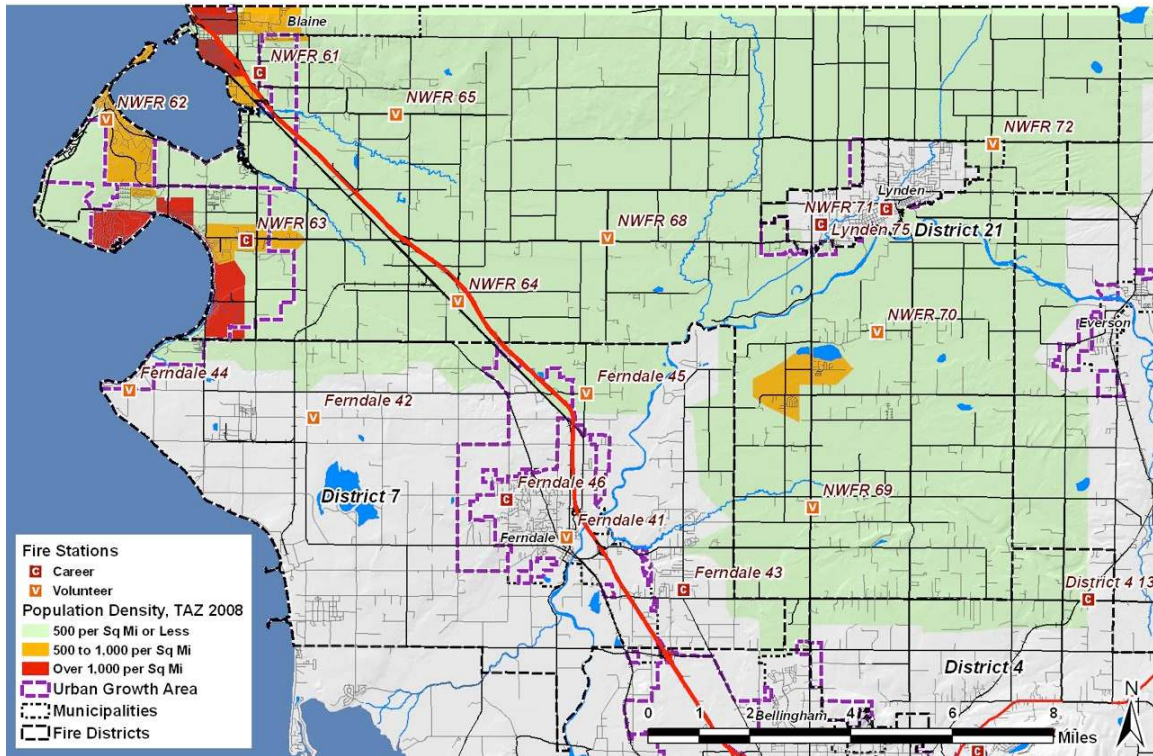 Blaine
NWFR 61
NWFR 62
NWFR 65
NWFR 72
Lynden
NWFR 71
Lynden 75
District 21
NWFR 63
NWFR 68
NWFR 64
NWFR 70
Everson
Ferndale 44
Ferndale 45
Ferndale 42
District 7
Ferndale 46
NWFR 69
Ferndale 41
Ferndale
Ferndale 43
District 4 13
District 4
Bellingham
Fire Stations
C Career
V Volunteer
Population Density, TAZ 2008
500 per Sq Mi or Less
500 to 1,000 per Sq Mi
Over 1,000 per Sq Mi
Urban Growth Area
Municipalities
Fire Districts
0 1 2 4 6 8
Miles
N